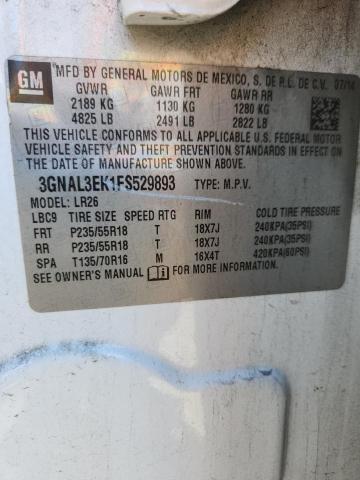 GM MFD BY GENERAL MOTORS DE MEXICO, S. DE R.L. DE C.V. 07/14
GVWR GAWR FRT GAWR RR
2189 KG 1130 KG 1280 KG
4825 LB 2491 LB 2822 LB
THIS VEHICLE CONFORMS TO ALL APPLICABLE U.S. FEDERAL MOTOR
VEHICLE SAFETY, BUMPER, AND THEFT PREVENTION STANDARDS IN
EFFECT ON THE DATE OF MANUFACTURE SHOWN ABOVE.
3GNAL3EK1FS529893 TYPE: M.P.V.
MODEL: LR26
LBC9 TIRE SIZE SPEED RTG RIM COLD TIRE PRESSURE
FRT P235/55R18 T 18X7J 240KPA(35PSI)
RR P235/55R18 T 18X7J 240KPA(35PSI)
SPA T135/70R16 M 16X4T 420KPA(60PSI)
SEE OWNER'S MANUAL FOR ADDITIONAL INFORMATION